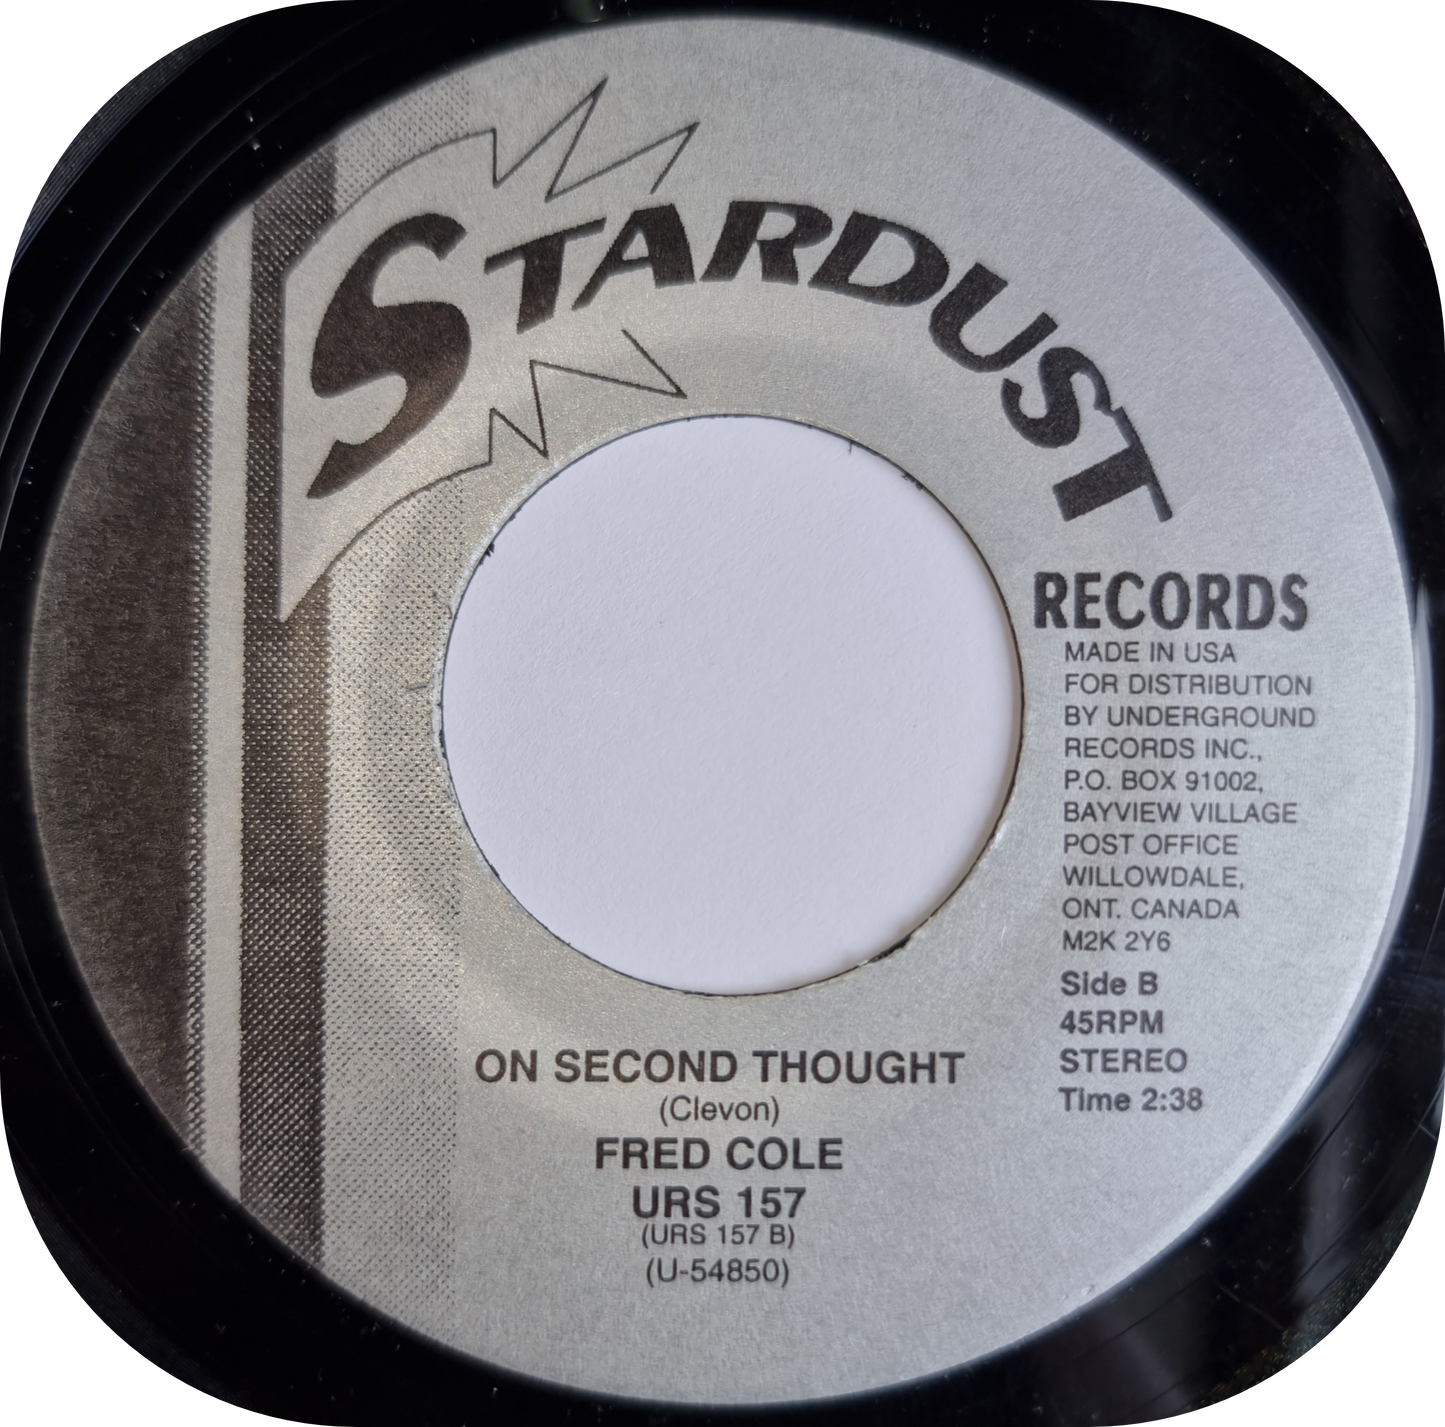 STARDUST
RECORDS
MADE IN USA
FOR DISTRIBUTION
BY UNDERGROUND
RECORDS INC.,
P.O. BOX 91002,
BAYVIEW VILLAGE
POST OFFICE
WILLOWDALE,
ONT. CANADA
M2K 2Y6
Side B
45RPM
STEREO
Time 2:38
ON SECOND THOUGHT
(Clevon)
FRED COLE
URS 157
(URS 157 B)
(U-54850)